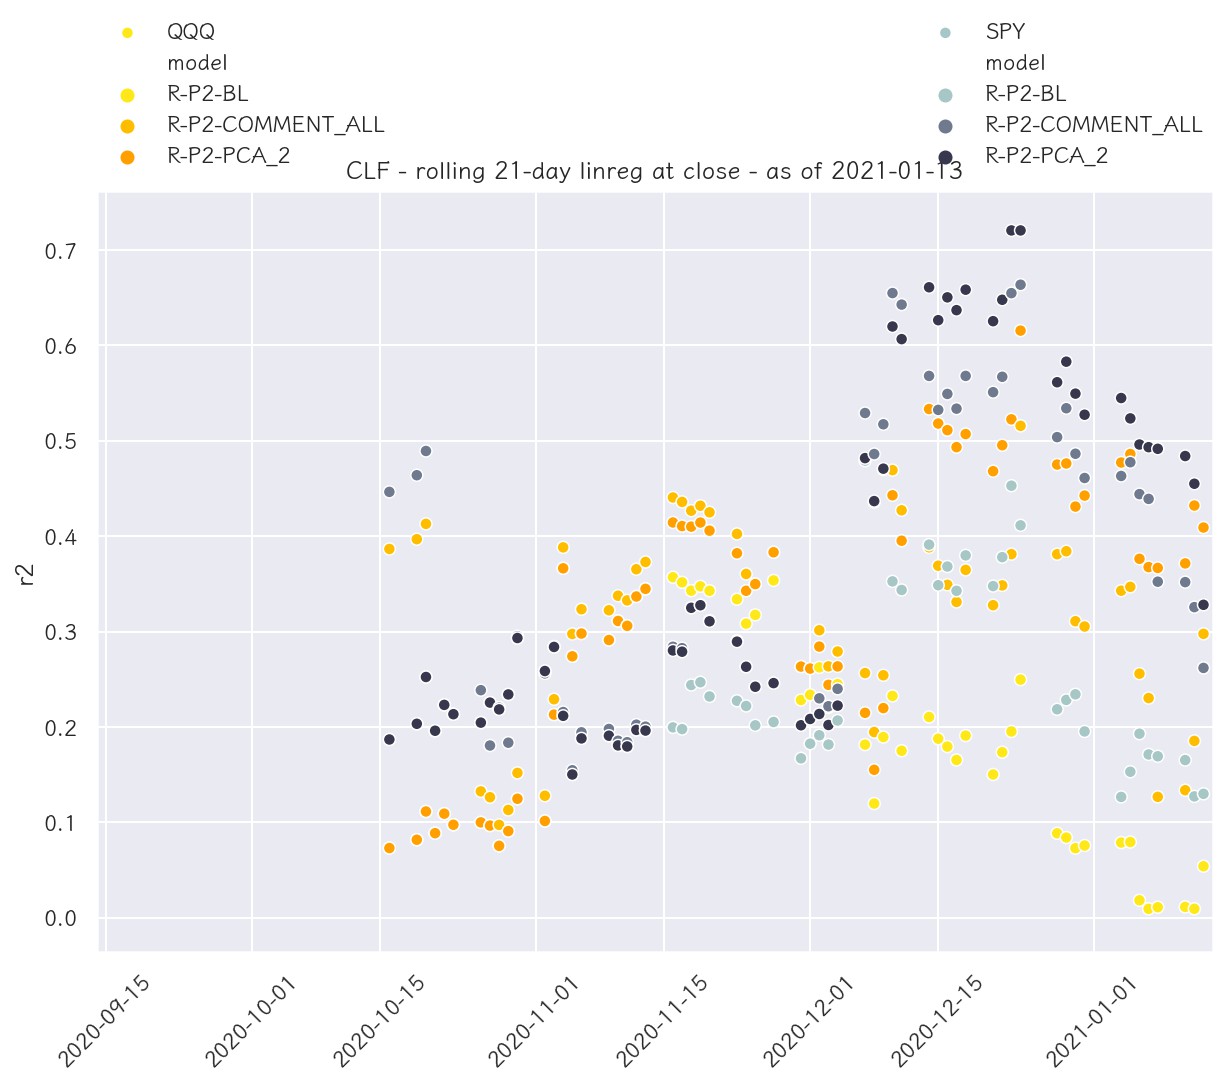 QQQ
model
R-P2-BL
R-P2-COMMENT_ALL
R-P2-PCA_2
SPY
model
R-P2-BL
R-P2-COMMENT_ALL
R-P2-PCA_2
CLF - rolling 21-day linreg at close - as of 2021-01-13
r2
0.7
0.6
0.5
0.4
0.3
0.2
0.1
0.0
2020-09-15
2020-10-01
2020-10-15
2020-11-01
2020-11-15
2020-12-01
2020-12-15
2021-01-01